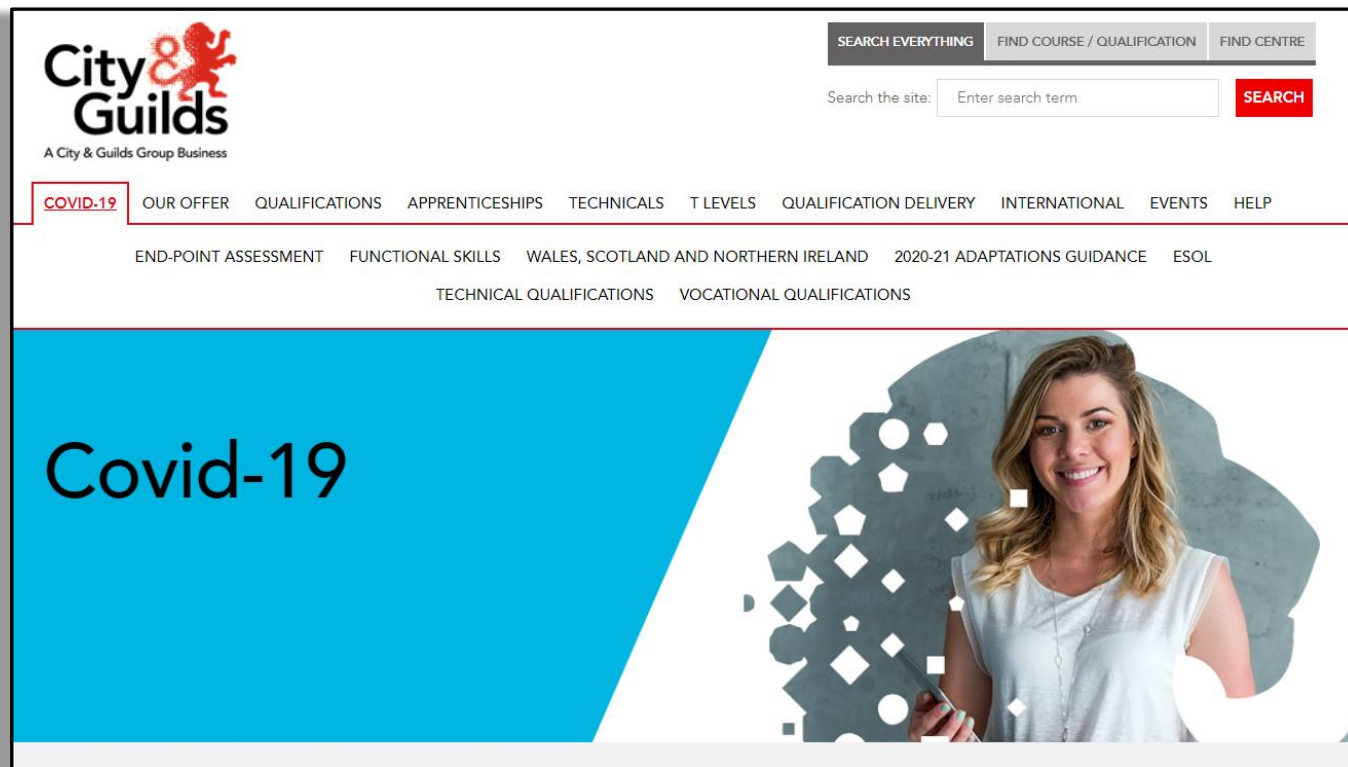 City &
Guilds
A City & Guilds Group Business
SEARCH EVERYTHING FIND COURSE / QUALIFICATION FIND CENTRE
Search the site: Enter search term SEARCH
COVID-19 OUR OFFER QUALIFICATIONS APPRENTICESHIPS TECHNICALS T LEVELS QUALIFICATION DELIVERY INTERNATIONAL EVENTS HELP
END-POINT ASSESSMENT FUNCTIONAL SKILLS WALES, SCOTLAND AND NORTHERN IRELAND 2020-21 ADAPTATIONS GUIDANCE ESOL
TECHNICAL QUALIFICATIONS VOCATIONAL QUALIFICATIONS
Covid-19